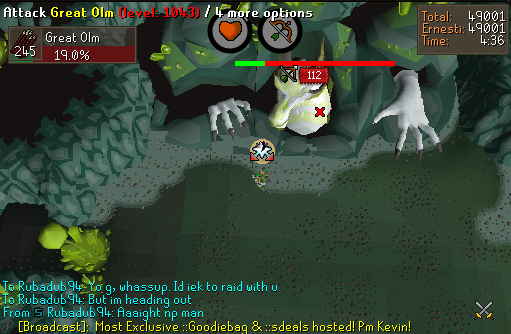 Attack Great Olm (level: 1043) / 4 more options
Great Olm
245
19.0%
Total: 49001
Ernestr: 49001
Time: 4:36
112
To Rubadub94: Yo g, whassup. Id iek to raid with u
To Rubadub94: But im heading out
From S Rubadub94: Aaaight np man
[Broadcast]: Most Exclusive ::Goodiebag & ::sdeals hosted! Pm Kevin!